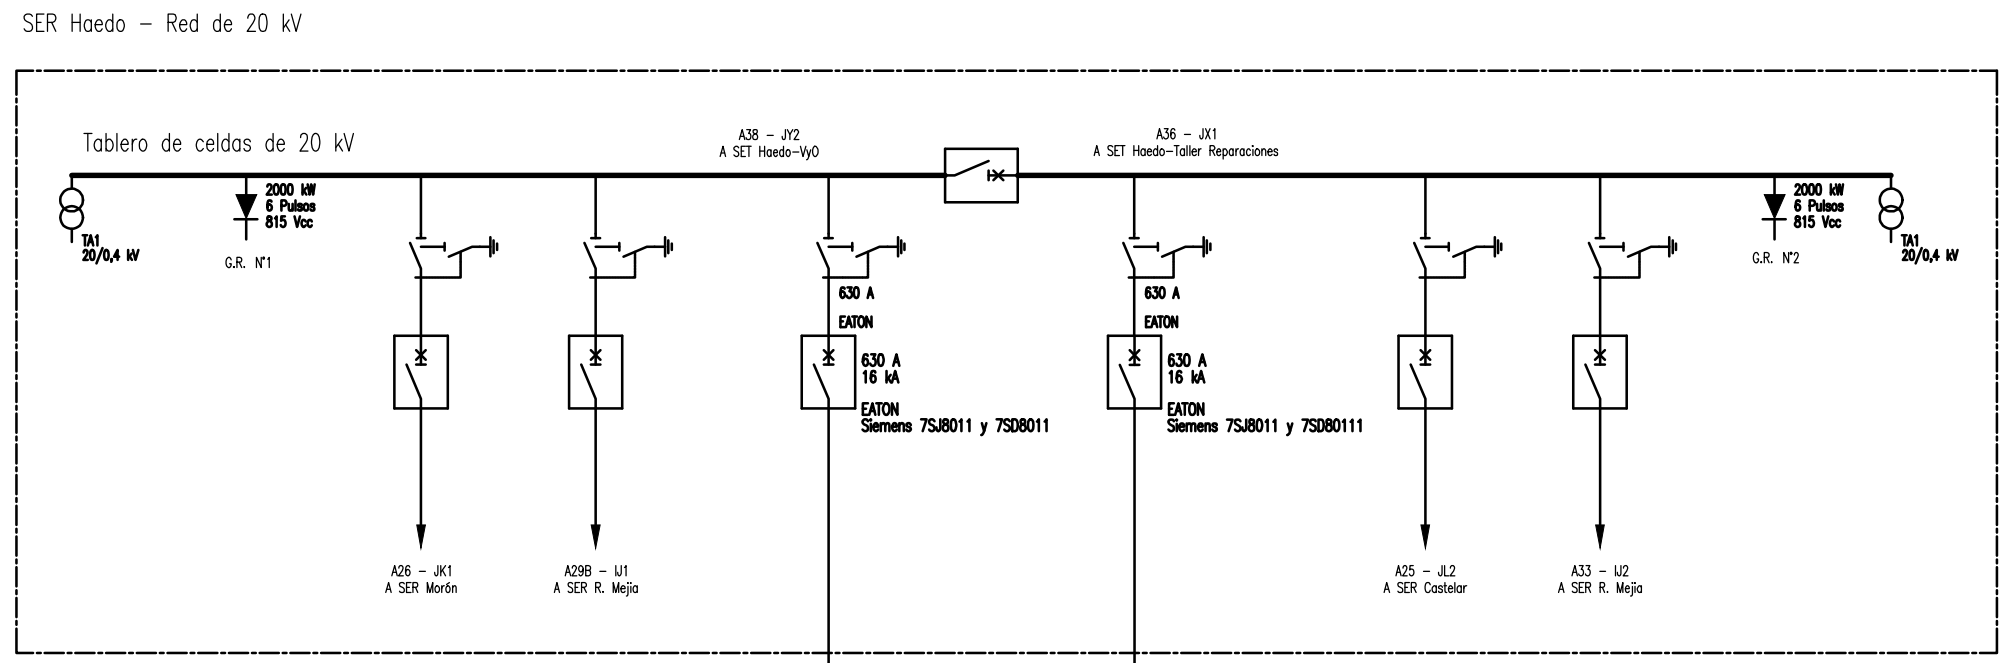 SER Haedo - Red de 20 kV
Tablero de celdas de 20 kV
A38 - JY2
A SET Haedo-VyO
A36 - JX1
A SET Haedo-Taller Reparaciones
TA1
20/0,4 kV
2000 kW
6 Pulsos
815 Vcc
G.R. N°1
2000 kW
6 Pulsos
815 Vcc
G.R. N°2
TA1
20/0,4 kV
630 A
EATON
630 A
16 kA
EATON
Siemens 7SJ8011 y 7SD8011
630 A
EATON
630 A
16 kA
EATON
Siemens 7SJ8011 y 7SD80111
A26 - JK1
A SER Morón
A29B - IJ1
A SER R. Mejia
A25 - JL2
A SER Castelar
A33 - IJ2
A SER R. Mejia